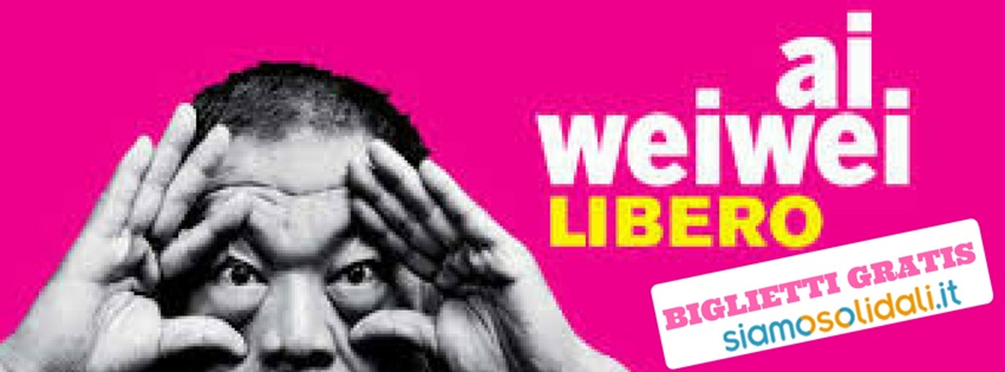 ai
weiwei
LIBERO
BIGLIETTI GRATIS
siamosolidali.it